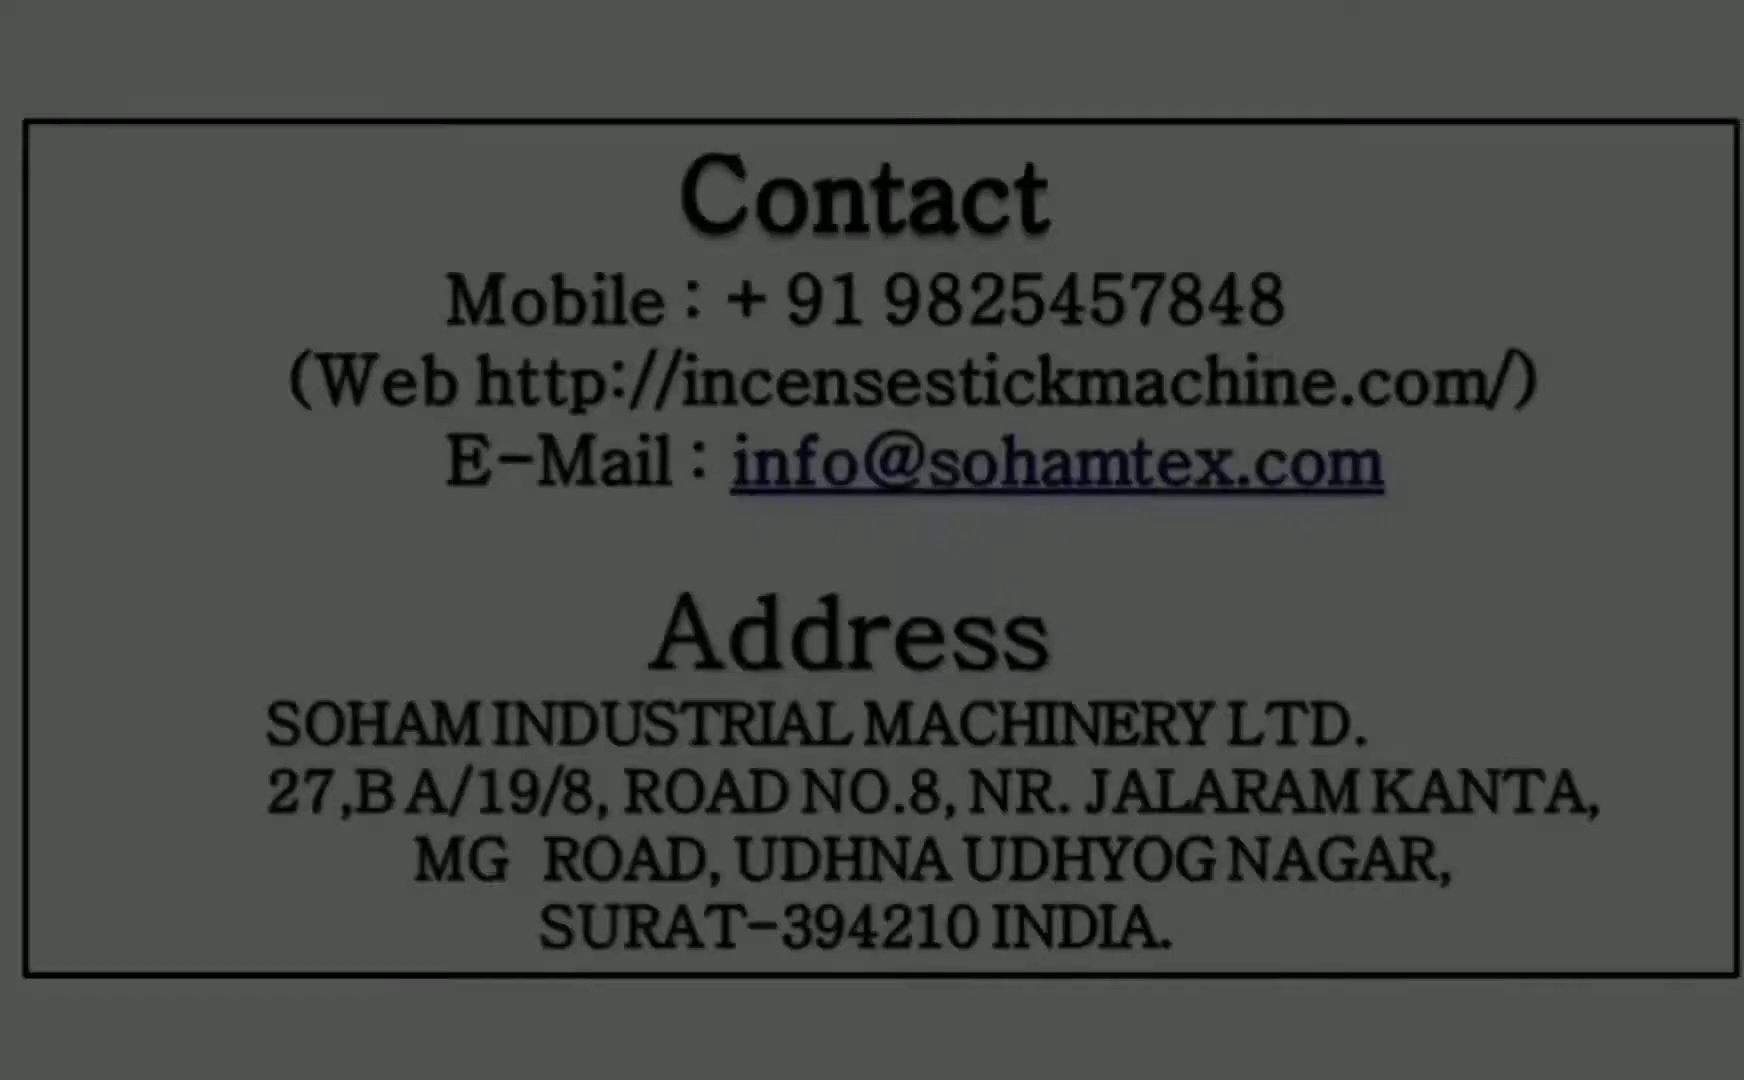 Contact
Mobile : + 91 9825457848
(Web http://incensestickmachine.com/)
E-Mail : info@sohamtex.com
Address
SOHAM INDUSTRIAL MACHINERY LTD.
27,B A/19/8, ROAD NO.8, NR. JALARAM KANTA,
MG ROAD, UDHNA UDHYOG NAGAR,
SURAT-394210 INDIA.